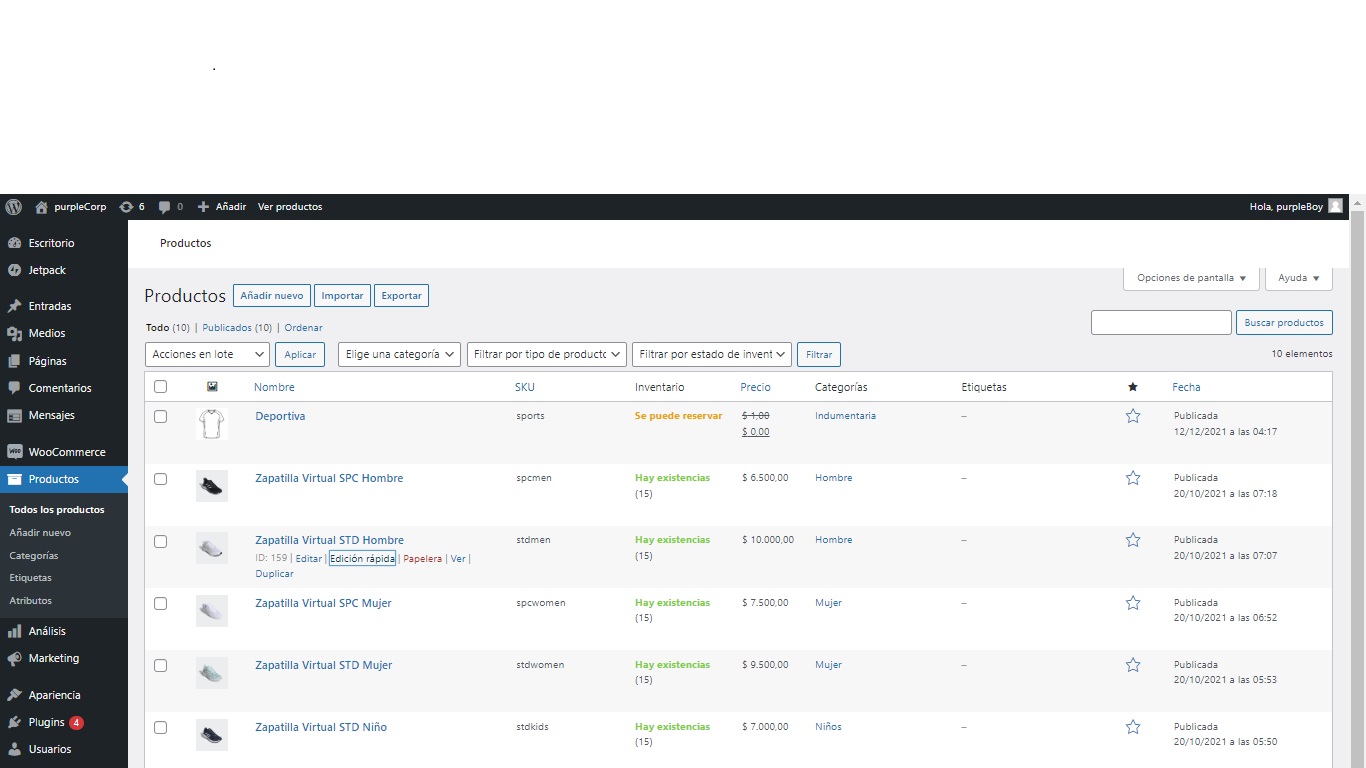 .
purpleCorp 6 0 Añadir Ver productos Hola, purpleBoy
Escritorio
Jetpack
Entradas
Medios
Páginas
Comentarios
Mensajes
WooCommerce
Productos
Todos los productos
Añadir nuevo
Categorías
Etiquetas
Atributos
Análisis
Marketing
Apariencia
Plugins 4
Usuarios
Productos
Opciones de pantalla Ayuda
Productos Añadir nuevo Importar Exportar
Todo (10) | Publicados (10) | Ordenar
Buscar productos
Acciones en lote Aplicar Elige una categoría Filtrar por tipo de producto Filtrar por estado de invent Filtrar
10 elementos
Nombre SKU Inventario Precio Categorías Etiquetas Fecha
Deportiva sports Se puede reservar $ 1,00 Indumentaria – Publicada
$ 0,00 12/12/2021 a las 04:17
Zapatilla Virtual SPC Hombre spcmen Hay existencias $ 6.500,00 Hombre – Publicada
(15) 20/10/2021 a las 07:18
Zapatilla Virtual STD Hombre stdmen Hay existencias $ 10.000,00 Hombre – Publicada
ID: 159 | Editar | Edición rápida | Papelera | Ver | (15) 20/10/2021 a las 07:07
Duplicar
Zapatilla Virtual SPC Mujer spcwomen Hay existencias $ 7.500,00 Mujer – Publicada
(15) 20/10/2021 a las 06:52
Zapatilla Virtual STD Mujer stdwomen Hay existencias $ 9.500,00 Mujer – Publicada
(15) 20/10/2021 a las 05:53
Zapatilla Virtual STD Niño stdkids Hay existencias $ 7.000,00 Niños – Publicada
(15) 20/10/2021 a las 05:50